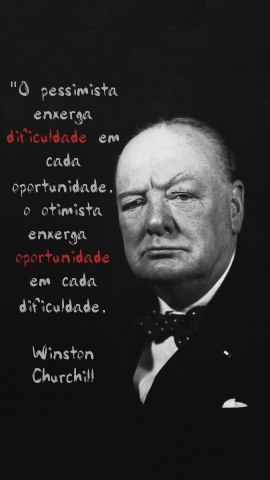 "O pessimista
enxerga
dificuldade em
cada
oportunidade.
o otimista
enxerga
oportunidade
em cada
dificuldade.
Winston
Churchill